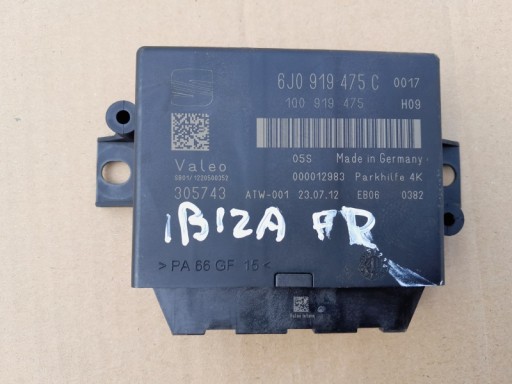 6J0 919 475 C 0017
1Q0 919 475 H09
Valeo
05S Made in Germany
000012983 Parkhilfe 4K
305743 ATW-001 23.07.12 EB06 0382
IBIZA FR
> PA 66 GF 15 <